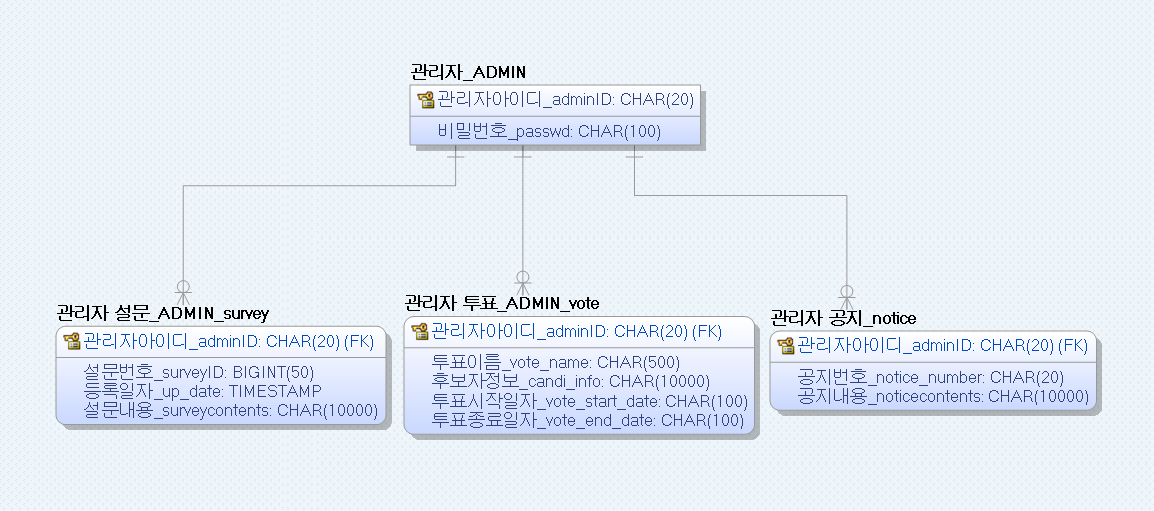 관리자_ADMIN
관리자아이디_adminID: CHAR(20)
비밀번호_passwd: CHAR(100)
관리자 설문_ADMIN_survey
관리자아이디_adminID: CHAR(20) (FK)
설문번호_surveyID: BIGINT(50)
등록일자_up_date: TIMESTAMP
설문내용_surveycontents: CHAR(10000)
관리자 투표_ADMIN_vote
관리자아이디_adminID: CHAR(20) (FK)
투표이름_vote_name: CHAR(500)
후보자정보_candi_info: CHAR(10000)
투표시작일자_vote_start_date: CHAR(100)
투표종료일자_vote_end_date: CHAR(100)
관리자 공지_notice
관리자아이디_adminID: CHAR(20) (FK)
공지번호_notice_number: CHAR(20)
공지내용_noticecontents: CHAR(10000)